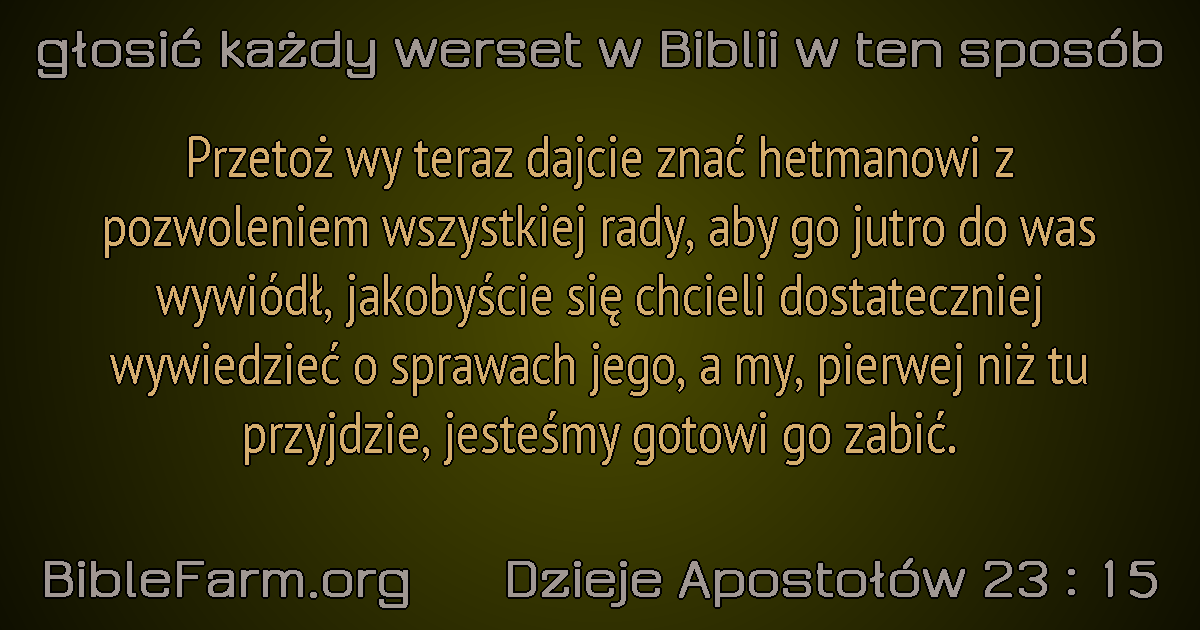 głosić każdy werset w Biblii w ten sposób
Przetoż wy teraz dajcie znać hetmanowi z
pozwoleniem wszystkiej rady, aby go jutro do was
wywiódł, jakobyście się chcieli dostateczniej
wywiedzieć o sprawach jego, a my, pierwej niż tu
przyjdzie, jesteśmy gotowi go zabić.
BibleFarm.org
Dzieje Apostołów 23 : 15